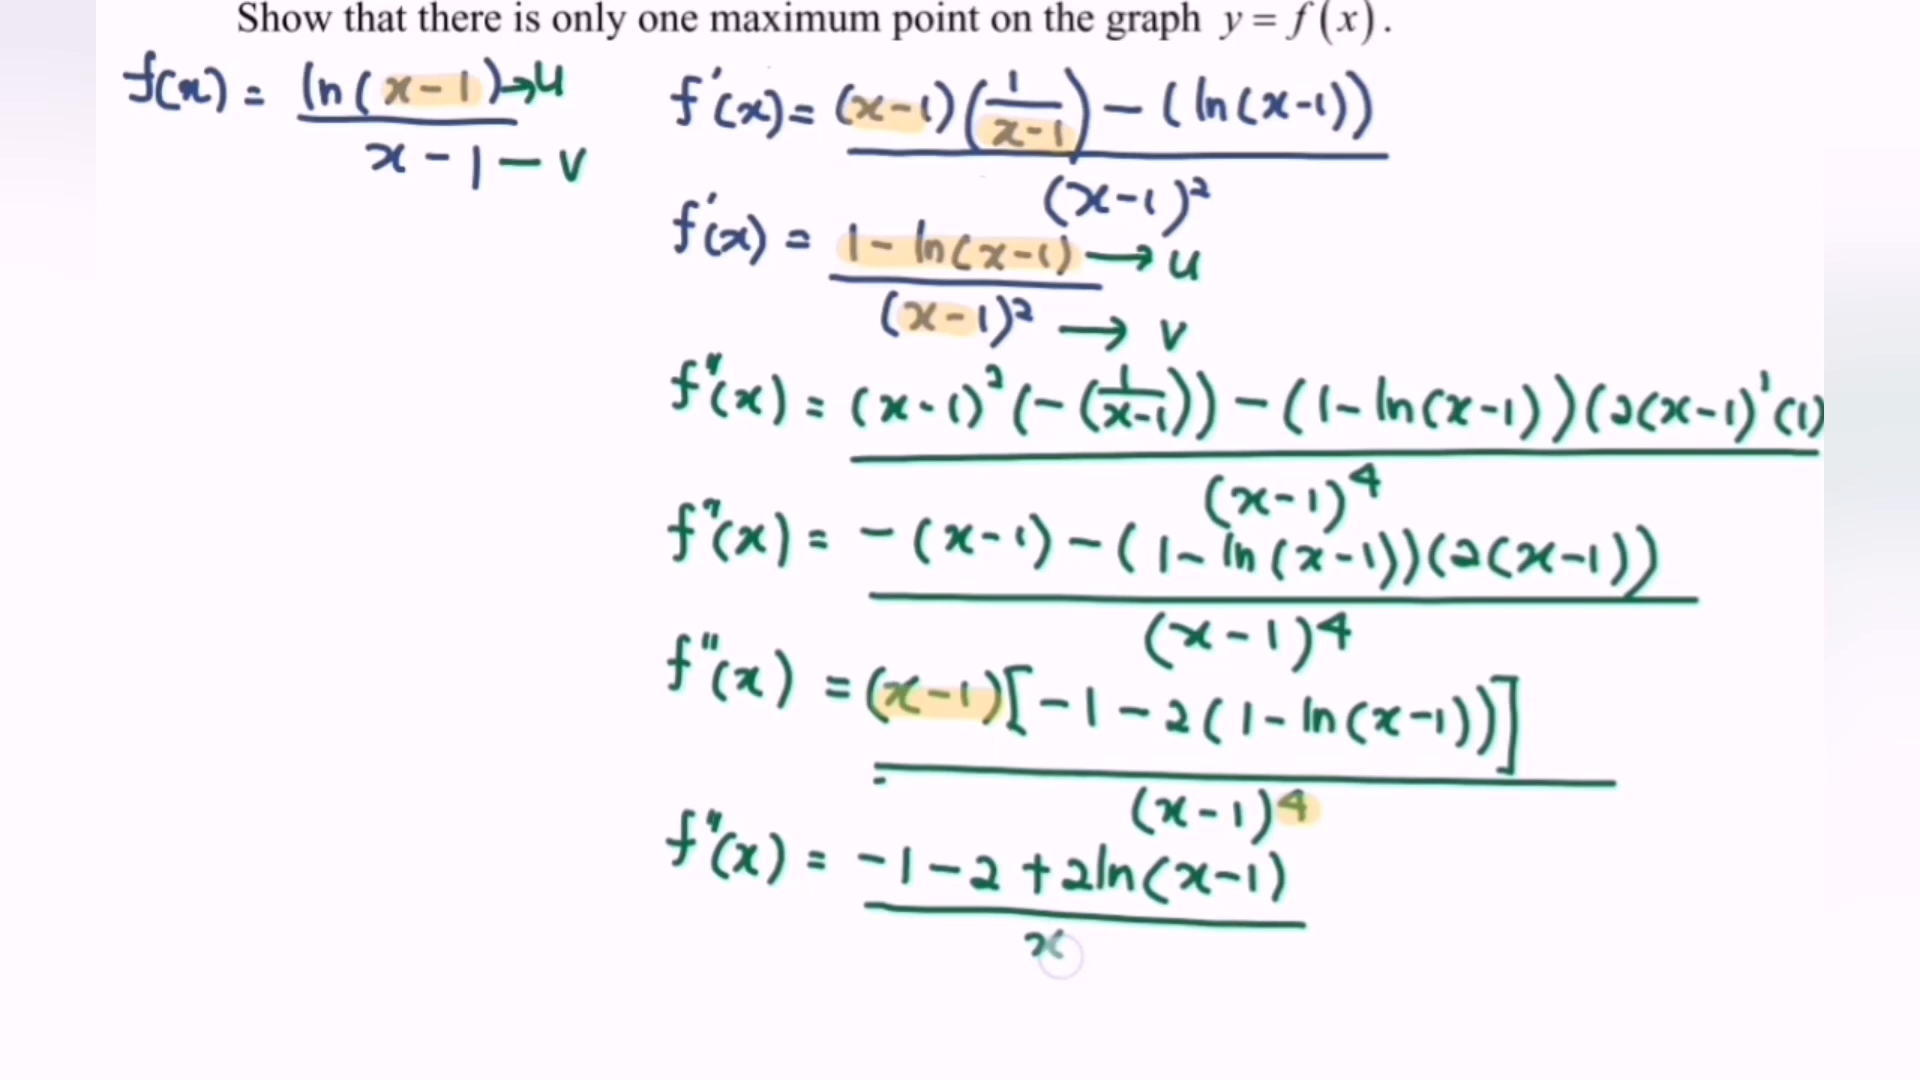 Show that there is only one maximum point on the graph y = f(x).
f(x) = ln(x-1) → u
x - 1 — v
f'(x) = (x-1)(1/(x-1)) - (ln(x-1))
(x-1)²
f'(x) = 1 - ln(x-1) → u
(x-1)² → v
f''(x) = (x-1)²(-(1/(x-1))) - (1 - ln(x-1))(2(x-1)¹(1)
(x-1)⁴
f''(x) = -(x-1) - (1 - ln(x-1))(2(x-1))
(x-1)⁴
f''(x) = (x-1)[-1 - 2(1 - ln(x-1))]
=
(x-1)⁴
f''(x) = -1 - 2 + 2ln(x-1)
x